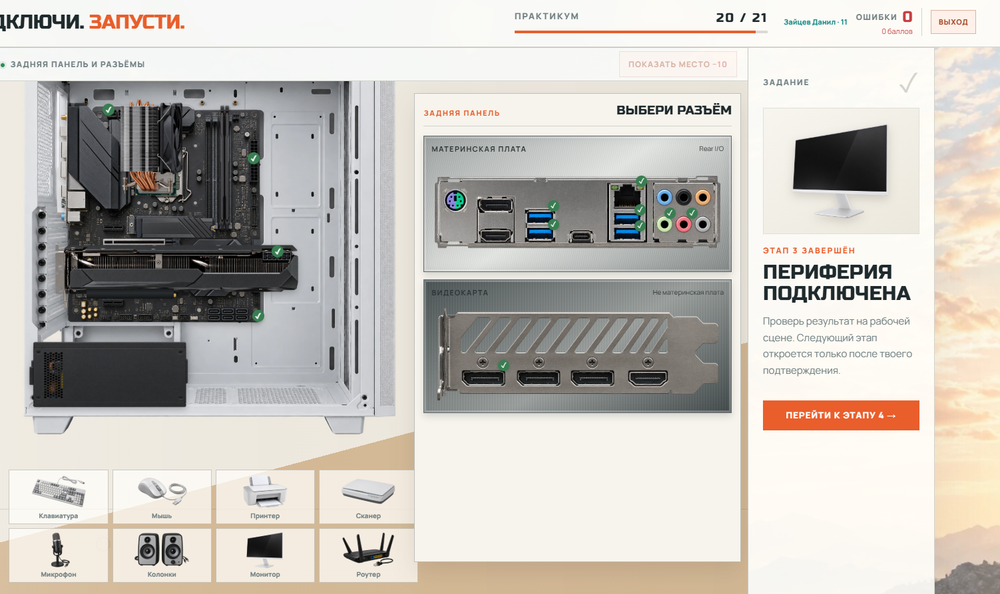 ДКЛЮЧИ. ЗАПУСТИ.
ПРАКТИКУМ
20 / 21
Зайцев Данил · 11
ОШИБКИ 0
0 баллов
ВЫХОД
ЗАДНЯЯ ПАНЕЛЬ И РАЗЪЁМЫ
ПОКАЗАТЬ МЕСТО −10
ЗАДНЯЯ ПАНЕЛЬ
ВЫБЕРИ РАЗЪЁМ
МАТЕРИНСКАЯ ПЛАТА
Rear I/O
ВИДЕОКАРТА
Не материнская плата
Клавиатура
Мышь
Принтер
Сканер
Микрофон
Колонки
Монитор
Роутер
ЗАДАНИЕ
ЭТАП 3 ЗАВЕРШЁН
ПЕРИФЕРИЯ
ПОДКЛЮЧЕНА
Проверь результат на рабочей
сцене. Следующий этап
откроется только после твоего
подтверждения.
ПЕРЕЙТИ К ЭТАПУ 4 →